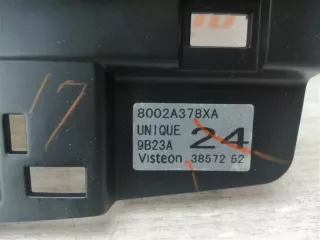 17
8002A378XA
UNIQUE 24
9B23A
Visteon 38572 52